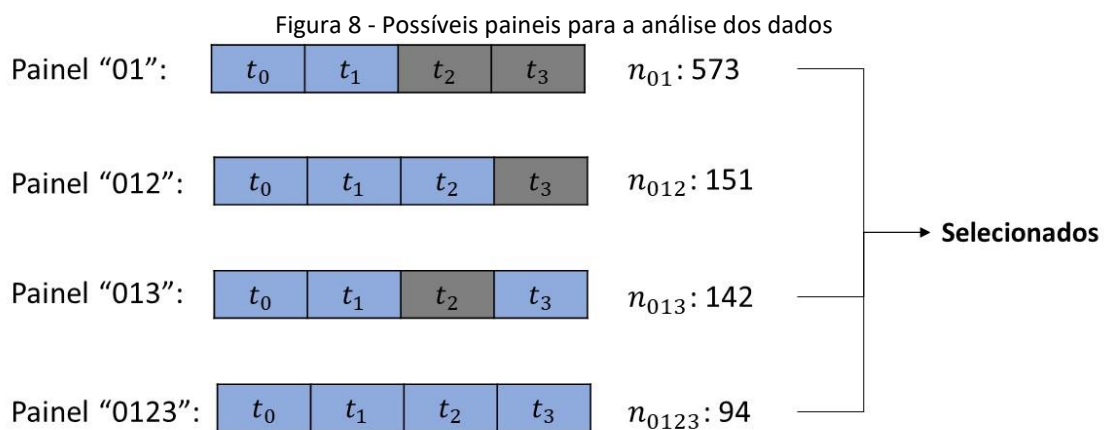 Figura 8 - Possíveis paineis para a análise dos dados
Painel “01”: t₀ t₁ t₂ t₃ n₀₁: 573
Painel “012”: t₀ t₁ t₂ t₃ n₀₁₂: 151
Selecionados
Painel “013”: t₀ t₁ t₂ t₃ n₀₁₃: 142
Painel “0123”: t₀ t₁ t₂ t₃ n₀₁₂₃: 94